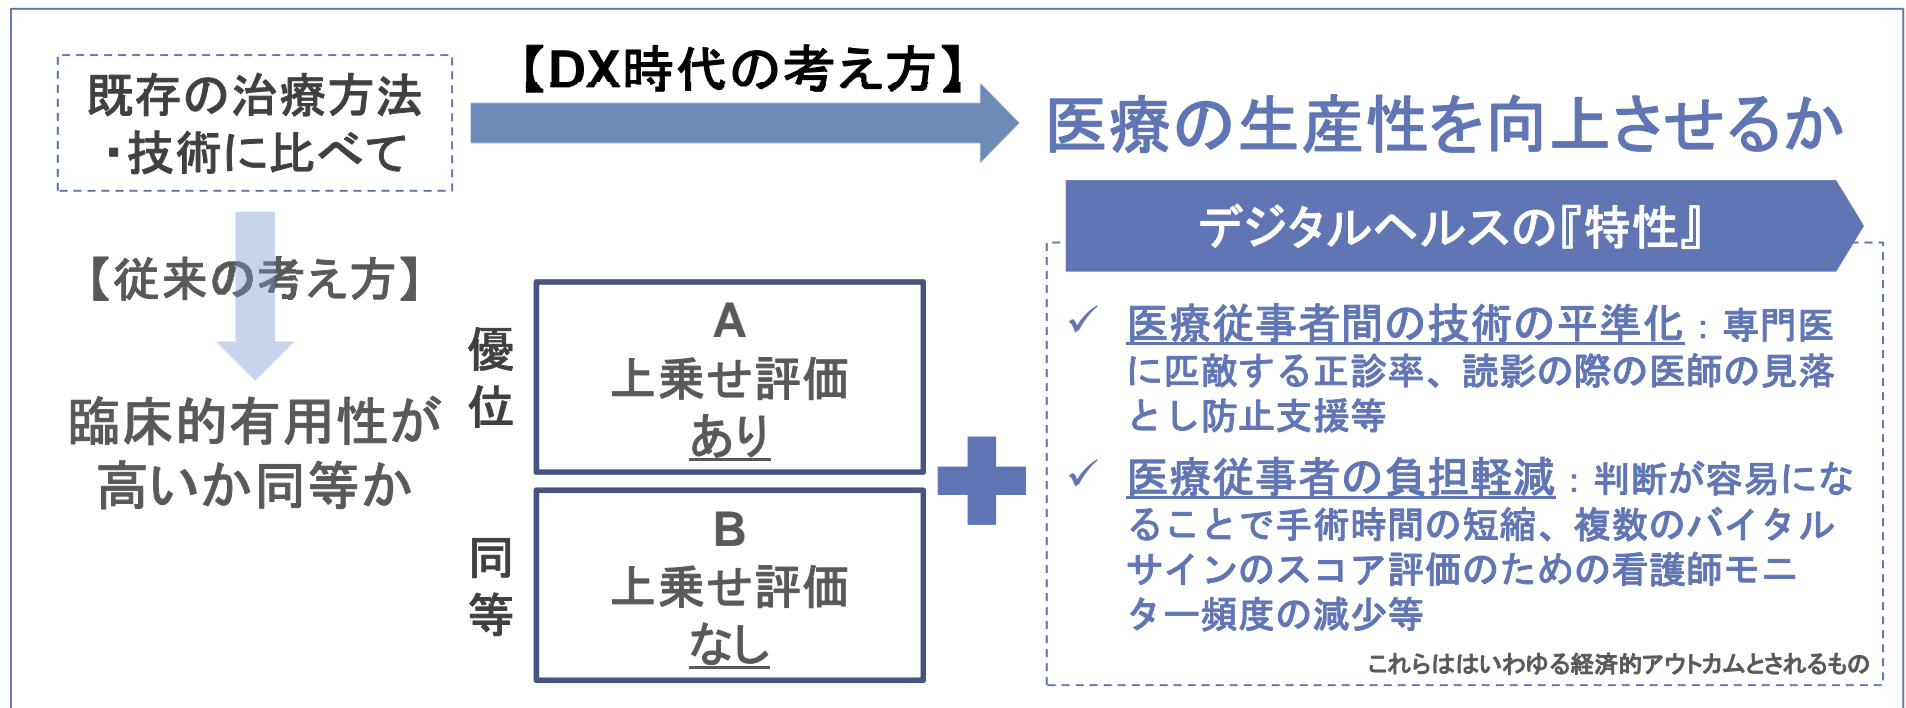 既存の治療方法
・技術に比べて
【DX時代の考え方】
医療の生産性を向上させるか
【従来の考え方】
臨床的有用性が
高いか同等か
優位
A
上乗せ評価
あり
同等
B
上乗せ評価
なし
デジタルヘルスの『特性』
✓ 医療従事者間の技術の平準化：専門医
に匹敵する正診率、読影の際の医師の見落
とし防止支援等
✓ 医療従事者の負担軽減：判断が容易にな
ることで手術時間の短縮、複数のバイタル
サインのスコア評価のための看護師モニ
ター頻度の減少等
これらははいわゆる経済的アウトカムとされるもの